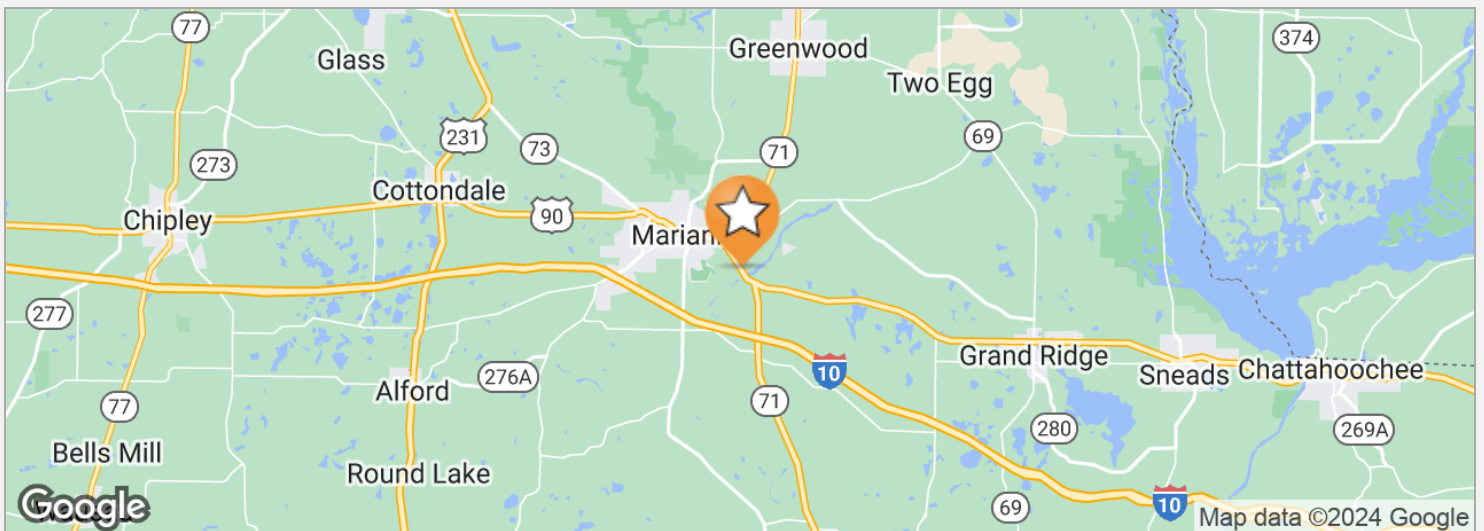 77
374
Glass
Greenwood
Two Egg
231
73
69
71
273
Cottondale
90
Chipley
277
10
Grand Ridge
Sneads
Chattahoochee
276A
Alford
77
71
280
269A
Bells Mill
Round Lake
69
10
Google
Map data ©2024 Google